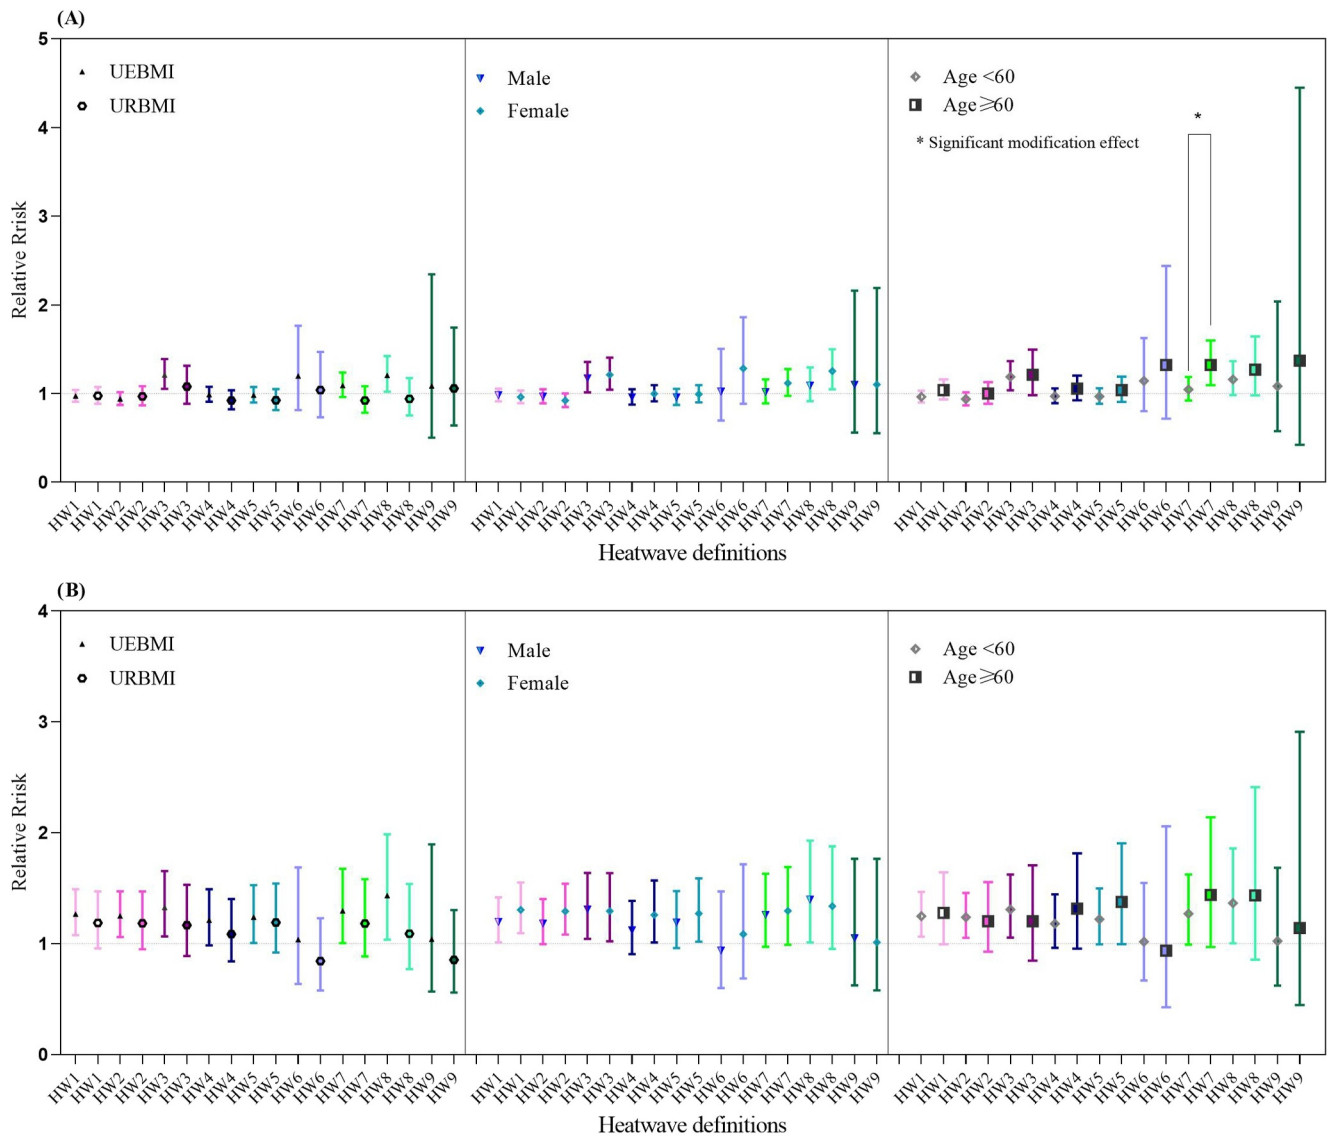 (A)
5
4
3
2
1
0
Relative Rrisk
UEBMI
URBMI
Male
Female
Age <60
Age⩾60
* Significant modification effect
*
HW1 HW1 HW2 HW2 HW3 HW3 HW4 HW4 HW5 HW5 HW6 HW6 HW7 HW7 HW8 HW8 HW9 HW9 HW1 HW1 HW2 HW2 HW3 HW3 HW4 HW4 HW5 HW5 HW6 HW6 HW7 HW7 HW8 HW8 HW9 HW9 HW1 HW1 HW2 HW2 HW3 HW3 HW4 HW4 HW5 HW5 HW6 HW6 HW7 HW7 HW8 HW8 HW9 HW9
Heatwave definitions
(B)
4
3
2
1
0
Relative Rrisk
UEBMI
URBMI
Male
Female
Age <60
Age⩾60
HW1 HW1 HW2 HW2 HW3 HW3 HW4 HW4 HW5 HW5 HW6 HW6 HW7 HW7 HW8 HW8 HW9 HW9 HW1 HW1 HW2 HW2 HW3 HW3 HW4 HW4 HW5 HW5 HW6 HW6 HW7 HW7 HW8 HW8 HW9 HW9 HW1 HW1 HW2 HW2 HW3 HW3 HW4 HW4 HW5 HW5 HW6 HW6 HW7 HW7 HW8 HW8 HW9 HW9
Heatwave definitions